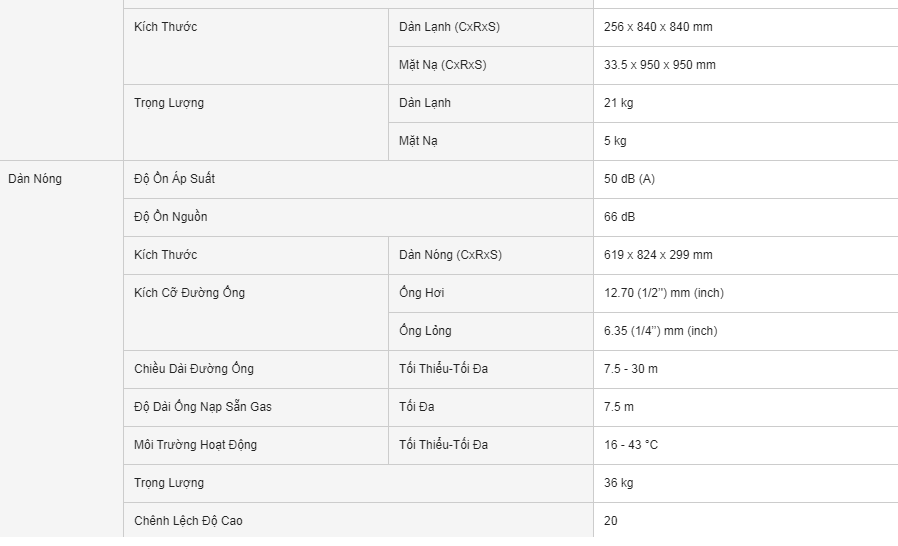 Kích Thước Dàn Lạnh (CxRxS) 256 x 840 x 840 mm
Mặt Nạ (CxRxS) 33.5 x 950 x 950 mm
Trọng Lượng Dàn Lạnh 21 kg
Mặt Nạ 5 kg
Dàn Nóng Độ Ồn Áp Suất 50 dB (A)
Độ Ồn Nguồn 66 dB
Kích Thước Dàn Nóng (CxRxS) 619 x 824 x 299 mm
Kích Cỡ Đường Ống Ống Hơi 12.70 (1/2") mm (inch)
Ống Lỏng 6.35 (1/4") mm (inch)
Chiều Dài Đường Ống Tối Thiểu-Tối Đa 7.5 - 30 m
Độ Dài Ống Nạp Sẵn Gas Tối Đa 7.5 m
Môi Trường Hoạt Động Tối Thiểu-Tối Đa 16 - 43 °C
Trọng Lượng 36 kg
Chênh Lệch Độ Cao 20